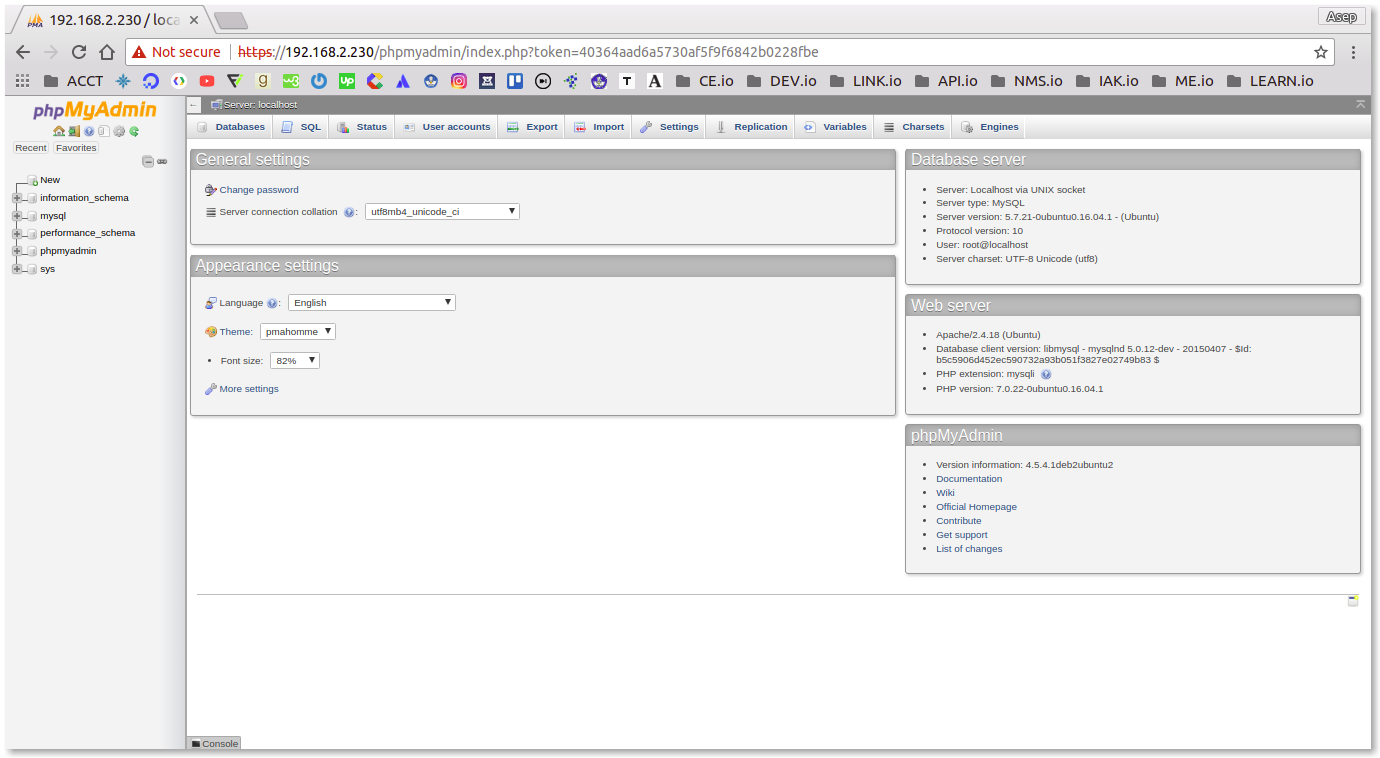 192.168.2.230 / loca
Asep
Not secure
https://192.168.2.230/phpmyadmin/index.php?token=40364aad6a5730af5f9f6842b0228fbe
ACCT
CE.io
DEV.io
LINK.io
API.io
NMS.io
IAK.io
ME.io
LEARN.io
phpMyAdmin
Recent
Favorites
New
information_schema
mysql
performance_schema
phpmyadmin
sys
Server: localhost
Databases
SQL
Status
User accounts
Export
Import
Settings
Replication
Variables
Charsets
Engines
General settings
Change password
Server connection collation : utf8mb4_unicode_ci
Appearance settings
Language : English
Theme: pmahomme
Font size: 82%
More settings
Database server
Server: Localhost via UNIX socket
Server type: MySQL
Server version: 5.7.21-0ubuntu0.16.04.1 - (Ubuntu)
Protocol version: 10
User: root@localhost
Server charset: UTF-8 Unicode (utf8)
Web server
Apache/2.4.18 (Ubuntu)
Database client version: libmysql - mysqlnd 5.0.12-dev - 20150407 - $Id:
b5c5906d452ec590732a93b051f3827e02749b83 $
PHP extension: mysqli
PHP version: 7.0.22-0ubuntu0.16.04.1
phpMyAdmin
Version information: 4.5.4.1deb2ubuntu2
Documentation
Wiki
Official Homepage
Contribute
Get support
List of changes
Console